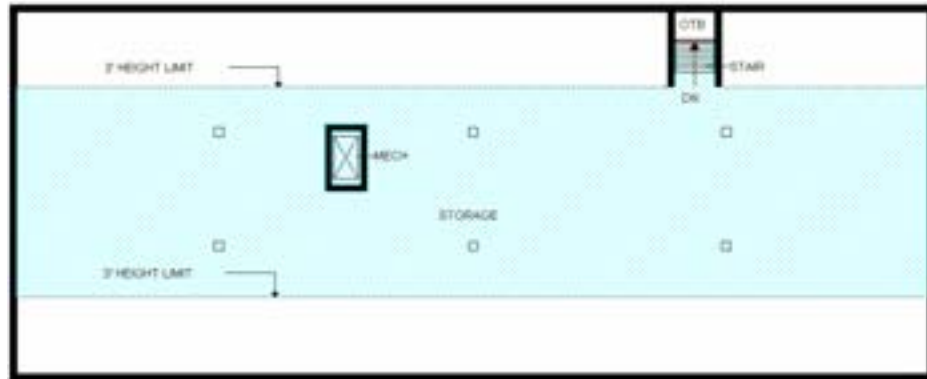 OTB
3' HEIGHT LIMIT
STAIR
DN
MECH
STORAGE
3' HEIGHT LIMIT